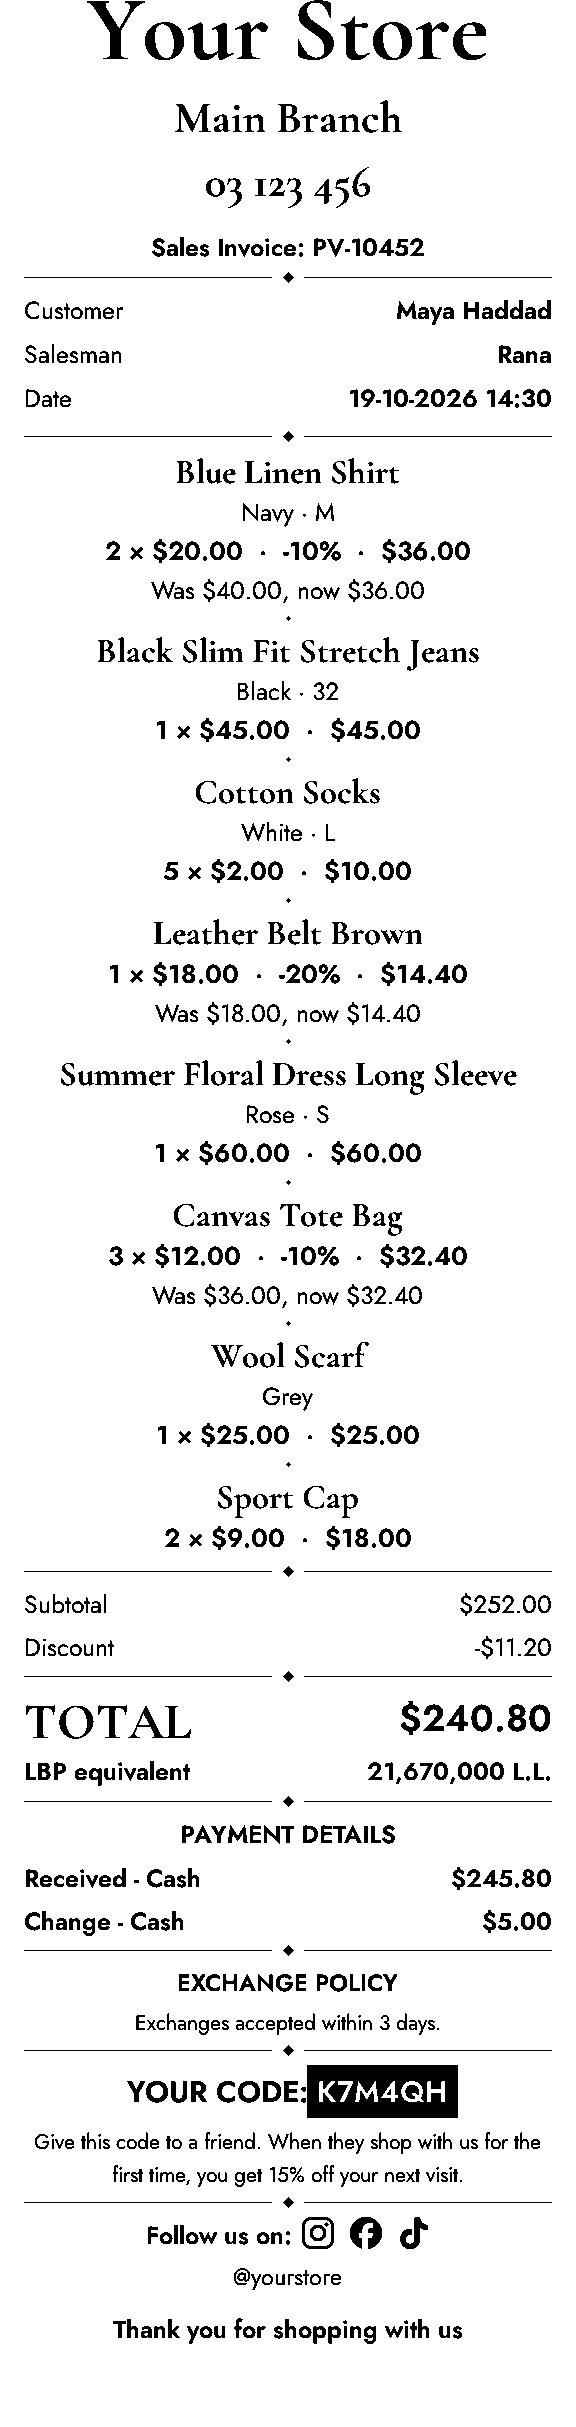 Your Store
Main Branch
03 123 456
Sales Invoice: PV-10452
Customer Maya Haddad
Salesman Rana
Date 19-10-2026 14:30
Blue Linen Shirt
Navy · M
2 × $20.00 · -10% · $36.00
Was $40.00, now $36.00
Black Slim Fit Stretch Jeans
Black · 32
1 × $45.00 · $45.00
Cotton Socks
White · L
5 × $2.00 · $10.00
Leather Belt Brown
1 × $18.00 · -20% · $14.40
Was $18.00, now $14.40
Summer Floral Dress Long Sleeve
Rose · S
1 × $60.00 · $60.00
Canvas Tote Bag
3 × $12.00 · -10% · $32.40
Was $36.00, now $32.40
Wool Scarf
Grey
1 × $25.00 · $25.00
Sport Cap
2 × $9.00 · $18.00
Subtotal $252.00
Discount -$11.20
TOTAL $240.80
LBP equivalent 21,670,000 L.L.
PAYMENT DETAILS
Received - Cash $245.80
Change - Cash $5.00
EXCHANGE POLICY
Exchanges accepted within 3 days.
YOUR CODE: K7M4QH
Give this code to a friend. When they shop with us for the
first time, you get 15% off your next visit.
Follow us on:
@yourstore
Thank you for shopping with us